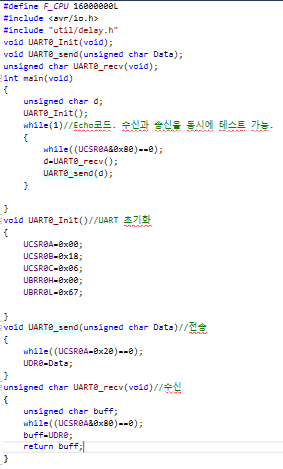 #define F_CPU 16000000L
#include <avr/io.h>
#include "util/delay.h"
void UART0_Init(void);
void UART0_send(unsigned char Data);
unsigned char UART0_recv(void);
int main(void)
{
unsigned char d;
UART0_Init();
while(1)//Echo코드. 수신과 송신을 동시에 테스트 가능.
{
while((UCSR0A&0x80)==0);
d=UART0_recv();
UART0_send(d);
}
}
void UART0_Init()//UART 초기화
{
UCSR0A=0x00;
UCSR0B=0x18;
UCSR0C=0x06;
UBRR0H=0x00;
UBRR0L=0x67;
}
void UART0_send(unsigned char Data)//전송
{
while((UCSR0A=0x20)==0);
UDR0=Data;
}
unsigned char UART0_recv(void)//수신
{
unsigned char buff;
while((UCSR0A&0x80)==0);
buff=UDR0;
return buff;
}